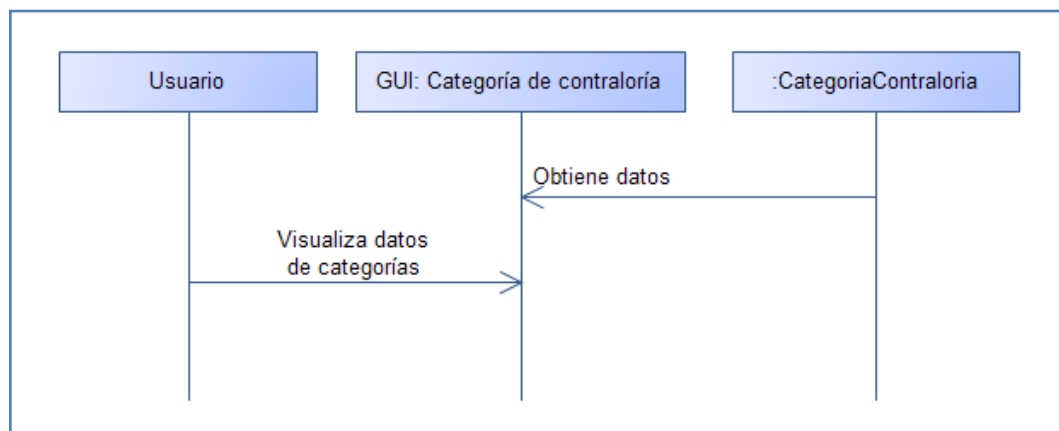 Usuario
GUI: Categoría de contraloría
:CategoriaContraloria
Obtiene datos
Visualiza datos
de categorías